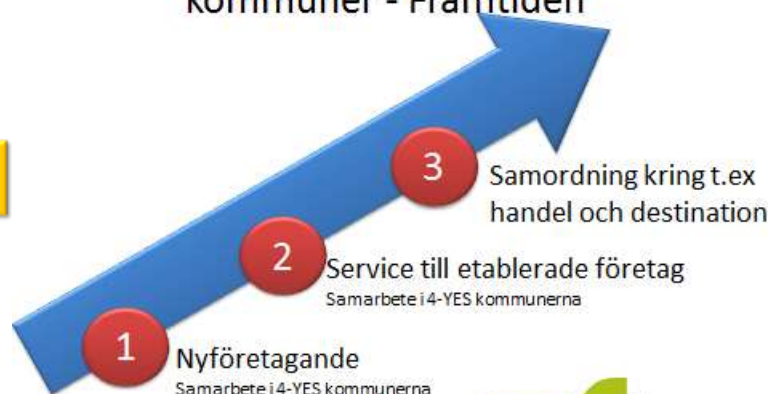 kommuner - Framtiden
3
Samordning kring t.ex
handel och destination
2
Service till etablerade företag
Samarbete i 4-YES kommunerna
1
Nyföretagande
Samarbete i 4-YES kommunerna